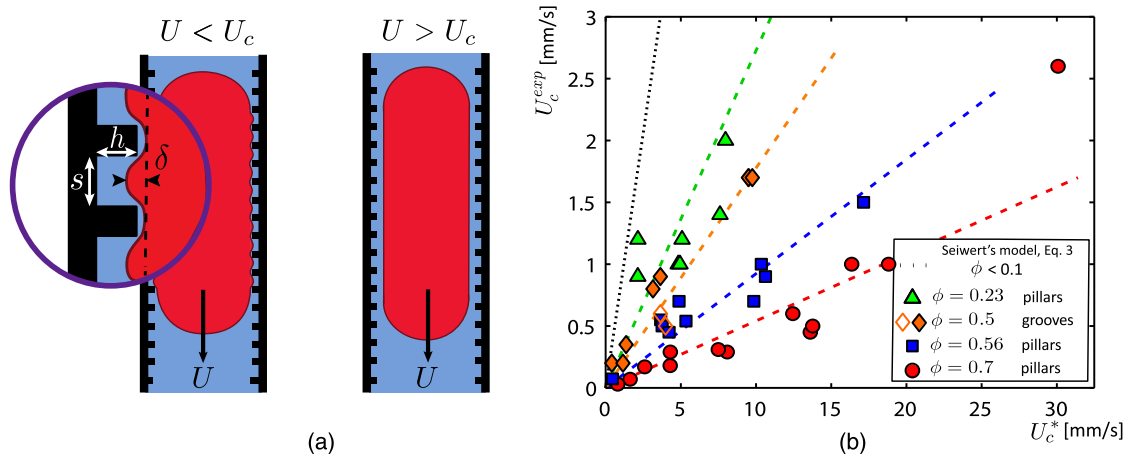 U < U_c
U > U_c
h
δ
s
U
U
(a)
U_c^{exp} [mm/s]
3
2.5
2
1.5
1
0.5
0
0 5 10 15 20 25 30
U_c^* [mm/s]
Seiwert's model, Eq. 3
ϕ < 0.1
ϕ = 0.23 pillars
ϕ = 0.5 grooves
ϕ = 0.56 pillars
ϕ = 0.7 pillars
(b)